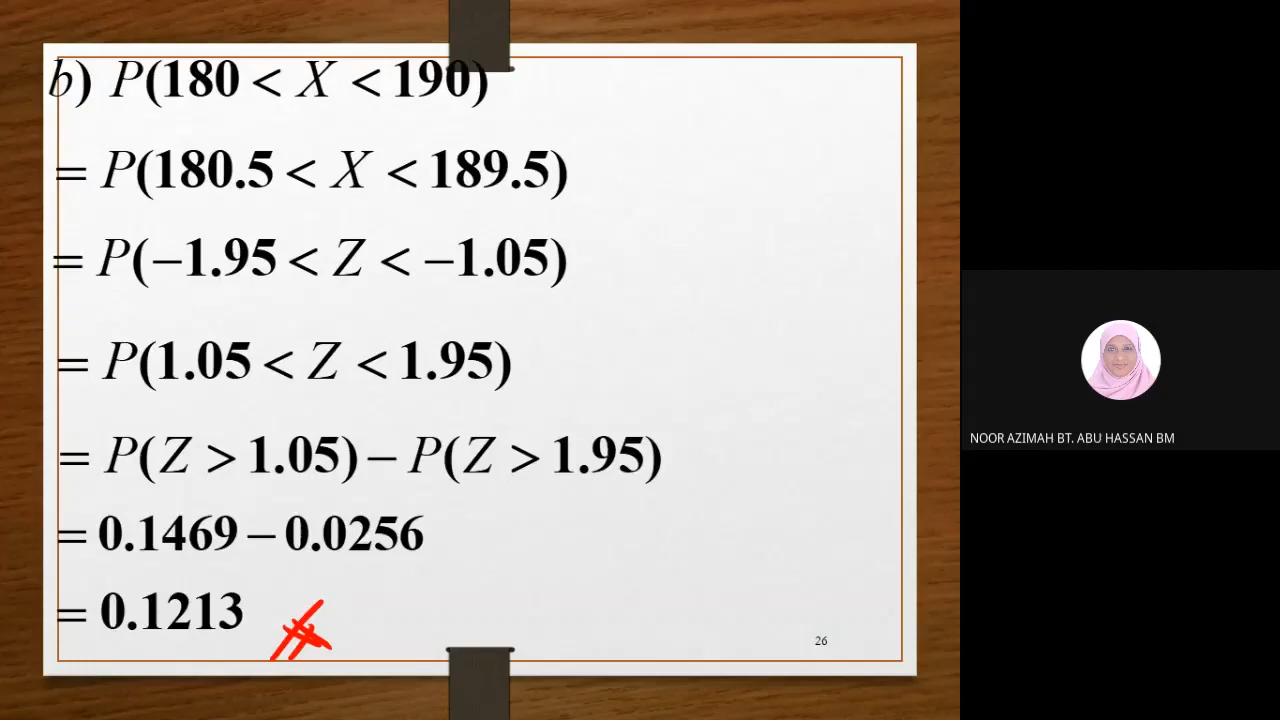 b) P(180 < X < 190)
= P(180.5 < X < 189.5)
= P(−1.95 < Z < −1.05)
= P(1.05 < Z < 1.95)
= P(Z > 1.05) − P(Z > 1.95)
= 0.1469 − 0.0256
= 0.1213
26
NOOR AZIMAH BT. ABU HASSAN BM